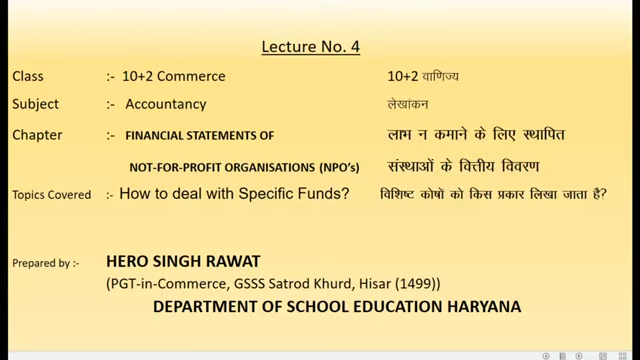 Lecture No. 4
Class :- 10+2 Commerce 10+2 वाणिज्य
Subject :- Accountancy लेखांकन
Chapter :- FINANCIAL STATEMENTS OF लाभ न कमाने के लिए स्थापित
NOT-FOR-PROFIT ORGANISATIONS (NPO's) संस्थाओं के वित्तीय विवरण
Topics Covered :- How to deal with Specific Funds? विशिष्ट कोषों को किस प्रकार लिखा जाता है?
Prepared by :- HERO SINGH RAWAT
(PGT-in-Commerce, GSSS Satrod Khurd, Hisar (1499))
DEPARTMENT OF SCHOOL EDUCATION HARYANA